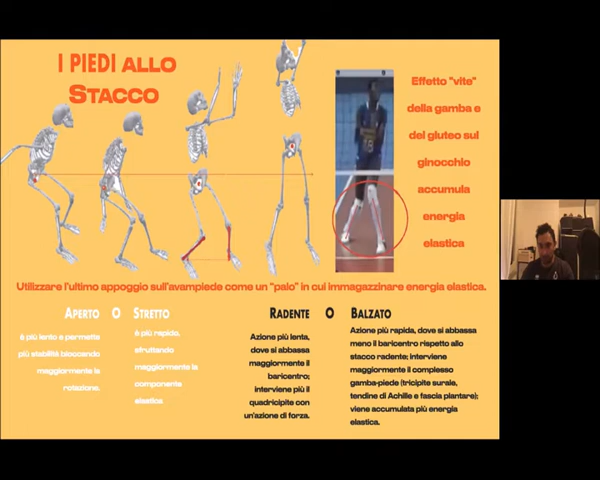 I PIEDI ALLO
STACCO
Effetto "vite"
della gamba e
del gluteo sul
ginocchio
accumula
energia
elastica
Utilizzare l'ultimo appoggio sull'avampiede come un "palo" in cui immagazzinare energia elastica.
APERTO O STRETTO
è più lento e permette
più stabilità bloccando
maggiormente la
rotazione.
è più rapido,
sfruttando
maggiormente la
componente
elastica
RADENTE O BALZATO
Azione più lenta,
dove si abbassa
maggiormente il
baricentro;
interviene più il
quadricipite con
un'azione di forza.
Azione più rapida, dove si abbassa
meno il baricentro rispetto allo
stacco radente; interviene
maggiormente il complesso
gamba-piede (tricipite surale,
tendine di Achille e fascia plantare);
viene accumulata più energia
elastica.